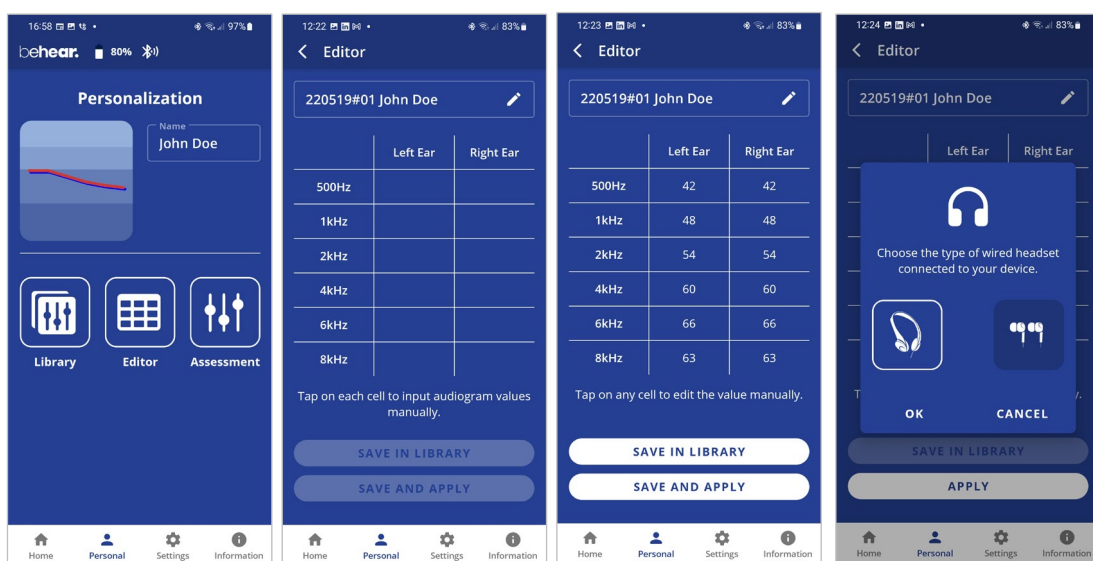 16:58
97%
behear. 80%
Personalization
Name
John Doe
Library Editor Assessment
Home Personal Settings Information
12:22
83%
Editor
220519#01 John Doe
Left Ear Right Ear
500Hz
1kHz
2kHz
4kHz
6kHz
8kHz
Tap on each cell to input audiogram values
manually.
SAVE IN LIBRARY
SAVE AND APPLY
Home Personal Settings Information
12:23
83%
Editor
220519#01 John Doe
Left Ear Right Ear
500Hz 42 42
1kHz 48 48
2kHz 54 54
4kHz 60 60
6kHz 66 66
8kHz 63 63
Tap on any cell to edit the value manually.
SAVE IN LIBRARY
SAVE AND APPLY
Home Personal Settings Information
12:24
83%
Editor
220519#01 John Doe
Left Ear Right Ear
Choose the type of wired headset
connected to your device.
OK CANCEL
SAVE IN LIBRARY
APPLY
Home Personal Settings Information